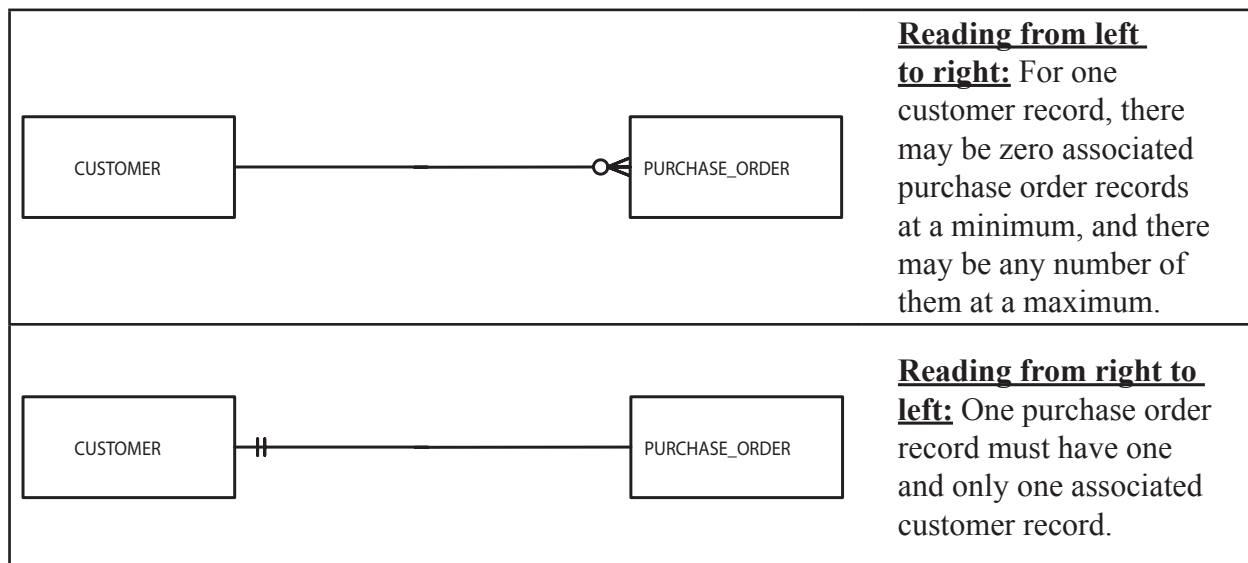 CUSTOMER
PURCHASE_ORDER
Reading from left
to right: For one
customer record, there
may be zero associated
purchase order records
at a minimum, and there
may be any number of
them at a maximum.
CUSTOMER
PURCHASE_ORDER
Reading from right to
left: One purchase order
record must have one
and only one associated
customer record.